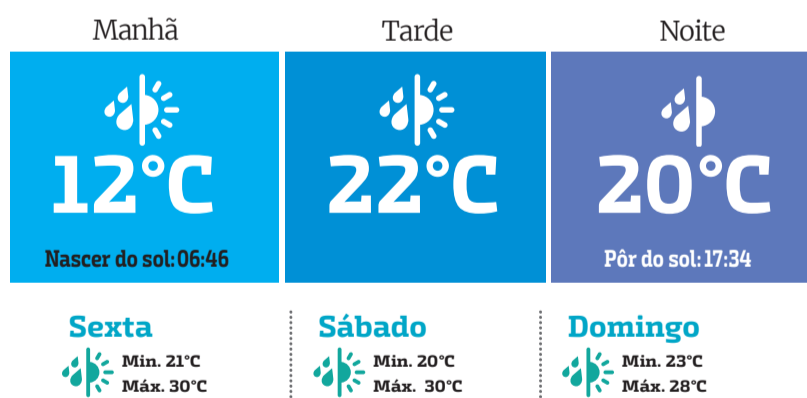 Manhã
Tarde
Noite
12°C
22°C
20°C
Nascer do sol: 06:46
Pôr do sol: 17:34
Sexta
Min. 21°C
Máx. 30°C
Sábado
Min. 20°C
Máx. 30°C
Domingo
Min. 23°C
Máx. 28°C